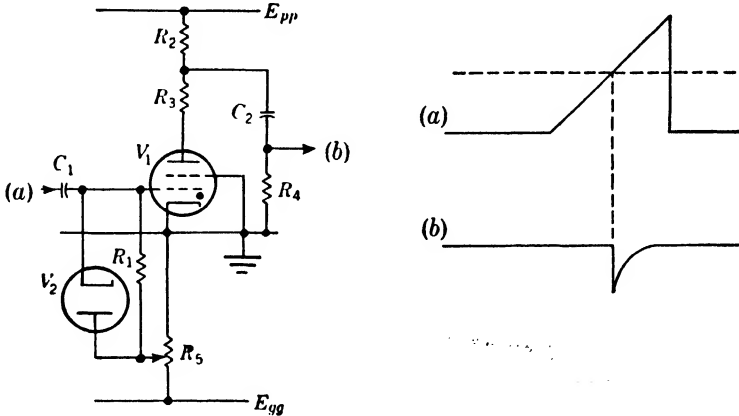 E_pp
R_2
R_3
C_2
V_1
(b)
C_1
(a)
R_4
R_1
V_2
R_5
E_gg
(a)
(b)